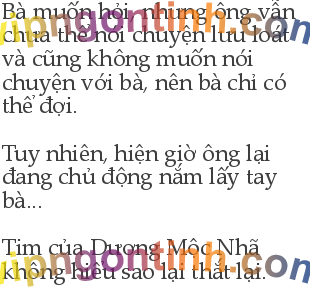 Bà muốn hỏi, nhưng ông vẫn
chưa thể nói chuyện lưu loát
và cũng không muốn nói
chuyện với bà, nên bà chỉ có
thể đợi.
Tuy nhiên, hiện giờ ông lại
đang chủ động nắm lấy tay
bà...
Tim của Dương Mộc Nhã
không hiểu sao lại thắt lại.